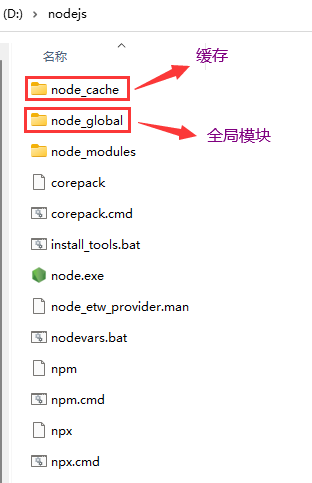 (D:) > nodejs
名称
node_cache
缓存
node_global
全局模块
node_modules
corepack
corepack.cmd
install_tools.bat
node.exe
node_etw_provider.man
nodevars.bat
npm
npm.cmd
npx
npx.cmd